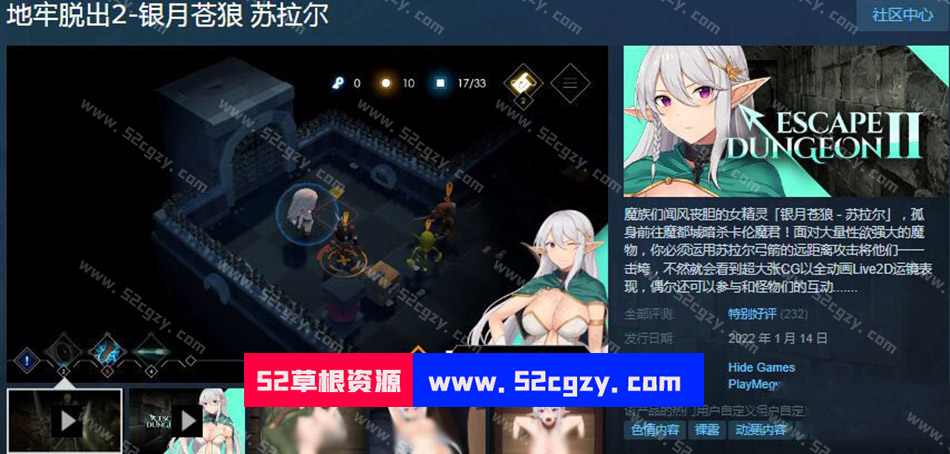 地牢脱出2-银月苍狼 苏拉尔
社区中心
0 10 17/33
2
2 3 4
ESCAPE
DUNGEON II
魔族们闻风丧胆的女精灵「银月苍狼 - 苏拉尔」，孤
身前往魔都城暗杀卡伦魔君！面对大量性欲强大的魔
物，你必须运用苏拉尔弓箭的远距离攻击将他们一一
击垮，不然就会看到超大张CG以全动画Live2D运镜表
现，偶尔还可以参与和怪物们的互动.......
全部评测: 特别好评 (232)
发行日期: 2022 年 1 月 14 日
Hide Games
PlayMeow
该产品的热门用户自定义用户自定
色情内容 裸露 动漫内容
52草根资源 www.52cgzy.com
www.52cgzy.com